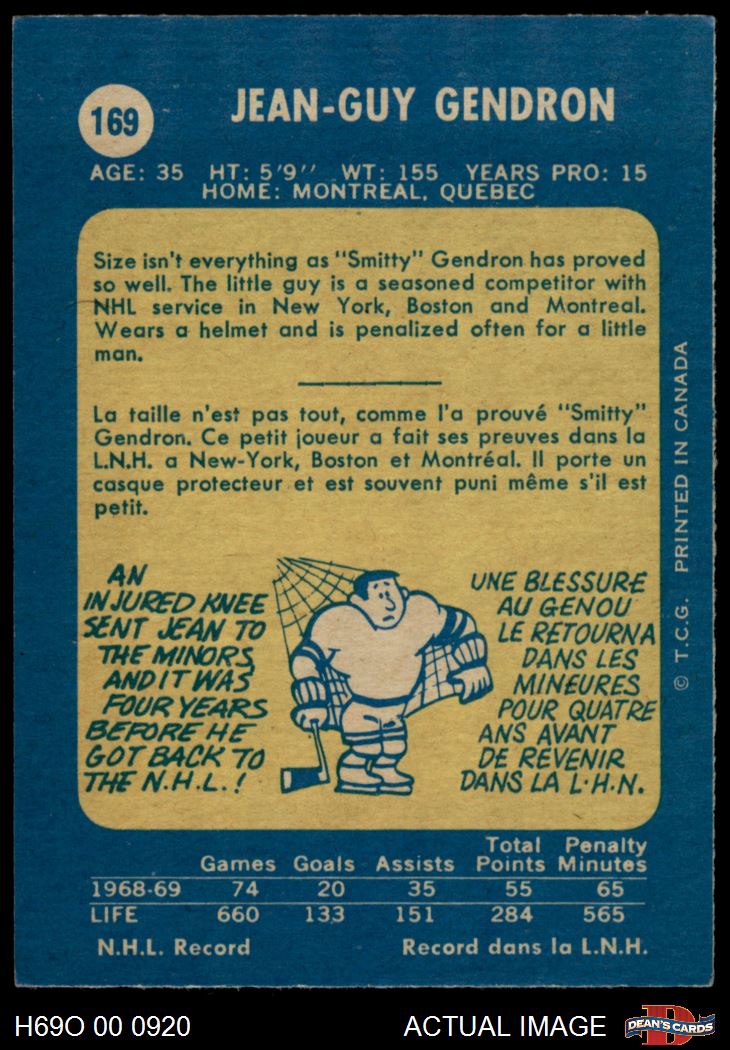 169
JEAN-GUY GENDRON
AGE: 35 HT: 5'9'' WT: 155 YEARS PRO: 15
HOME: MONTREAL, QUEBEC
Size isn't everything as "Smitty" Gendron has proved
so well. The little guy is a seasoned competitor with
NHL service in New York, Boston and Montreal.
Wears a helmet and is penalized often for a little
man.
La taille n'est pas tout, comme l'a prouvé "Smitty"
Gendron. Ce petit joueur a fait ses preuves dans la
L.N.H. a New-York, Boston et Montréal. Il porte un
casque protecteur et est souvent puni même s'il est
petit.
AN
INJURED KNEE
SENT JEAN TO
THE MINORS
AND IT WAS
FOUR YEARS
BEFORE HE
GOT BACK TO
THE N.H.L.!
UNE BLESSURE
AU GENOU
LE RETOURNA
DANS LES
MINEURES
POUR QUATRE
ANS AVANT
DE REVENIR
DANS LA L.H.N.
© T.C.G. PRINTED IN CANADA
Total Penalty
Games Goals Assists Points Minutes
1968-69 74 20 35 55 65
LIFE 660 133 151 284 565
N.H.L. Record Record dans la L.N.H.
H69O 00 0920 ACTUAL IMAGE
D
DEAN'S CARDS